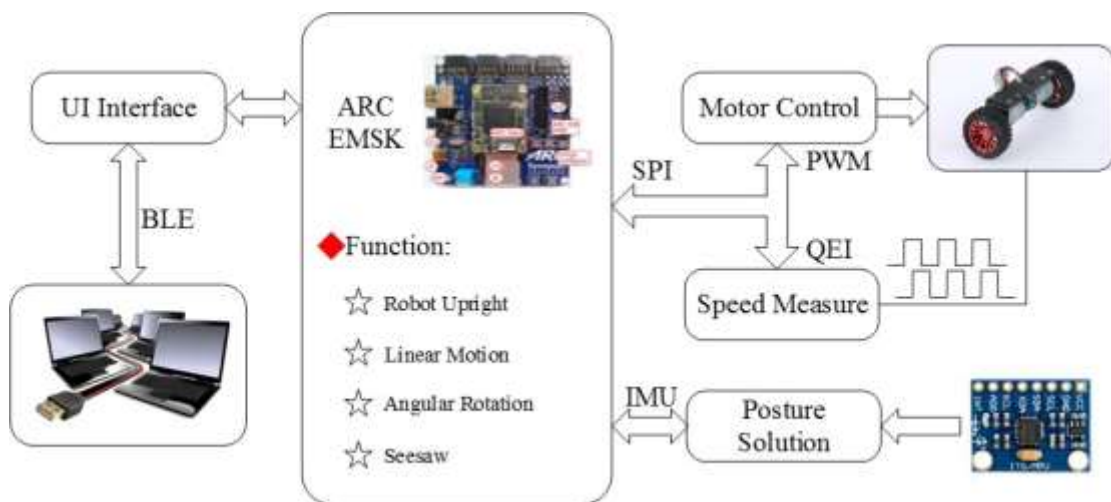 UI Interface
BLE
ARC
EMSK
Function:
Robot Upright
Linear Motion
Angular Rotation
Seesaw
SPI
Motor Control
PWM
QEI
Speed Measure
IMU
Posture
Solution